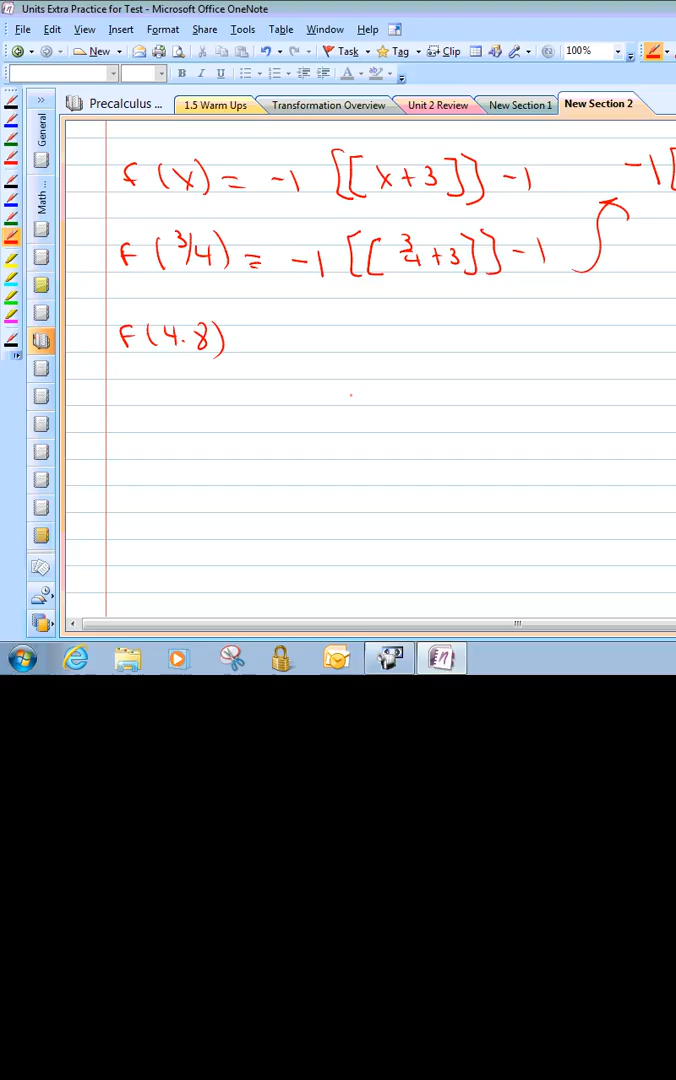 Units Extra Practice for Test - Microsoft Office OneNote
File Edit View Insert Format Share Tools Table Window Help
New Task Tag Clip 100%
B I U A ab
General Precalculus ... 1.5 Warm Ups Transformation Overview Unit 2 Review New Section 1 New Section 2
Math ...
f(x) = -1 [[x+3]] -1 -1[
F(3/4) = -1 [[3/4+3]] -1
F(4.8)